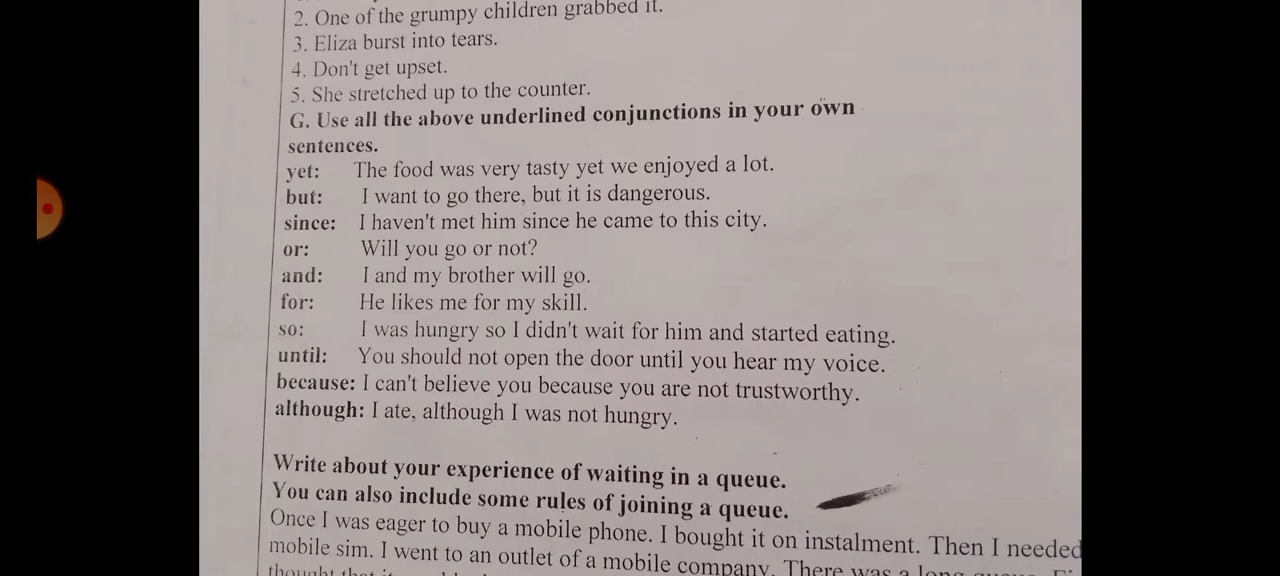 2. One of the grumpy children grabbed it.
3. Eliza burst into tears.
4. Don't get upset.
5. She stretched up to the counter.
G. Use all the above underlined conjunctions in your own
sentences.
yet: The food was very tasty yet we enjoyed a lot.
but: I want to go there, but it is dangerous.
since: I haven't met him since he came to this city.
or: Will you go or not?
and: I and my brother will go.
for: He likes me for my skill.
so: I was hungry so I didn't wait for him and started eating.
until: You should not open the door until you hear my voice.
because: I can't believe you because you are not trustworthy.
although: I ate, although I was not hungry.
Write about your experience of waiting in a queue.
You can also include some rules of joining a queue.
Once I was eager to buy a mobile phone. I bought it on instalment. Then I needed
mobile sim. I went to an outlet of a mobile company. There was a long queue.
thought that it